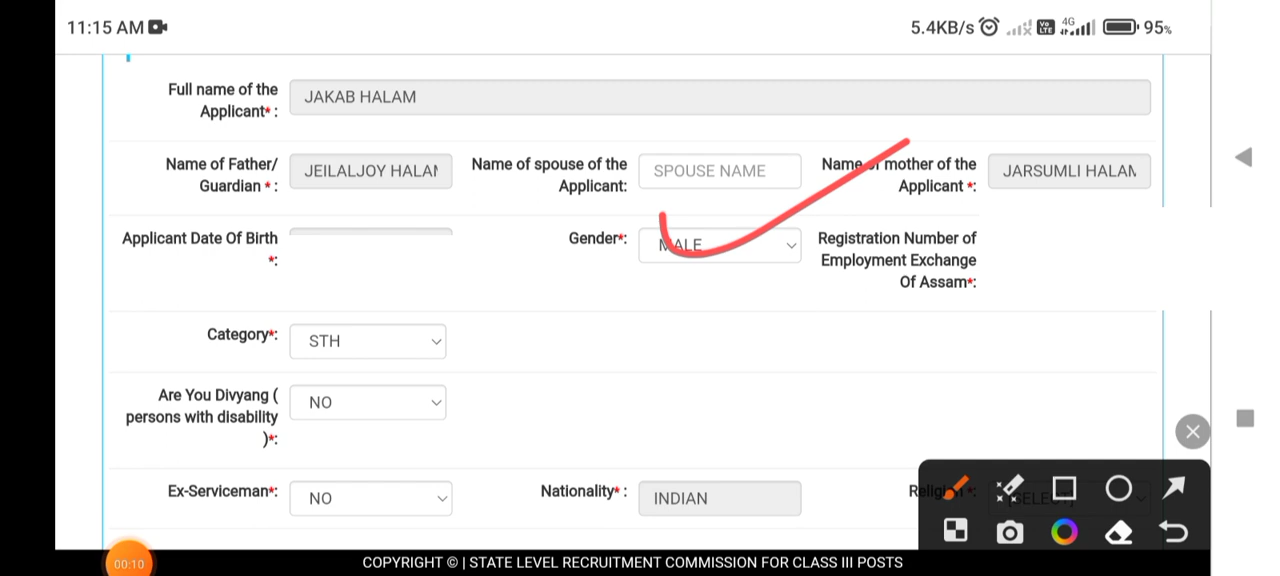 11:15 AM 5.4KB/s 4G 95%
Full name of the
Applicant*: JAKAB HALAM
Name of Father/
Guardian *: JEILALJOY HALAM
Name of spouse of the
Applicant: SPOUSE NAME
Name of mother of the
Applicant *: JARSUMLI HALAM
Applicant Date Of Birth
*:
Gender*: MALE
Registration Number of
Employment Exchange
Of Assam*:
Category*: STH
Are You Divyang (
persons with disability
)*: NO
Ex-Serviceman*: NO
Nationality*: INDIAN
Religion *: [SELECT]
00:10
COPYRIGHT © | STATE LEVEL RECRUITMENT COMMISSION FOR CLASS III POSTS